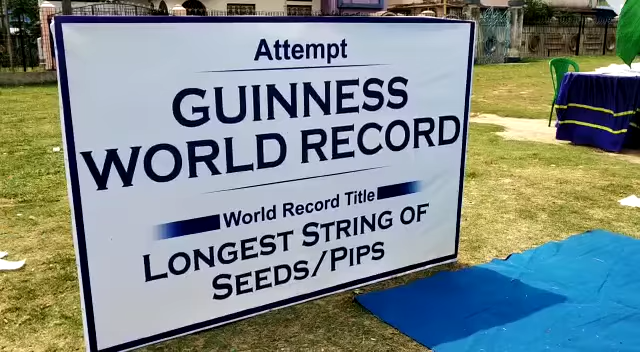 Attempt
GUINNESS
WORLD RECORD
World Record Title
LONGEST STRING OF
SEEDS/PIPS